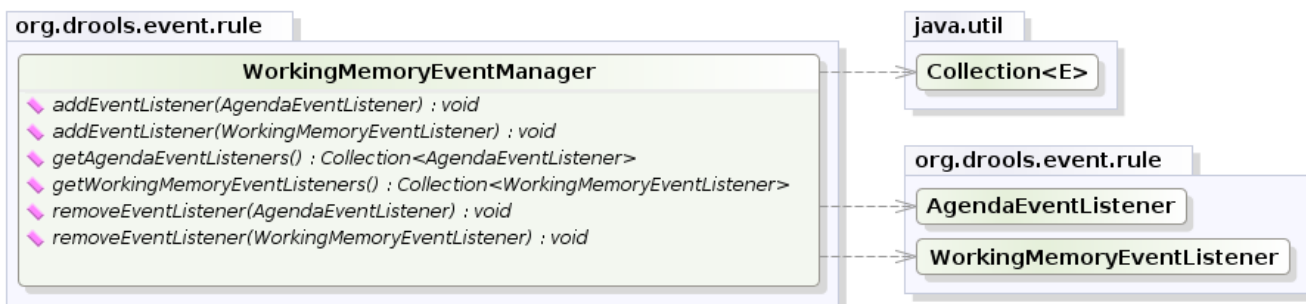 org.drools.event.rule
WorkingMemoryEventManager
addEventListener(AgendaEventListener) : void
addEventListener(WorkingMemoryEventListener) : void
getAgendaEventListeners() : Collection<AgendaEventListener>
getWorkingMemoryEventListeners() : Collection<WorkingMemoryEventListener>
removeEventListener(AgendaEventListener) : void
removeEventListener(WorkingMemoryEventListener) : void
java.util
Collection<E>
org.drools.event.rule
AgendaEventListener
WorkingMemoryEventListener